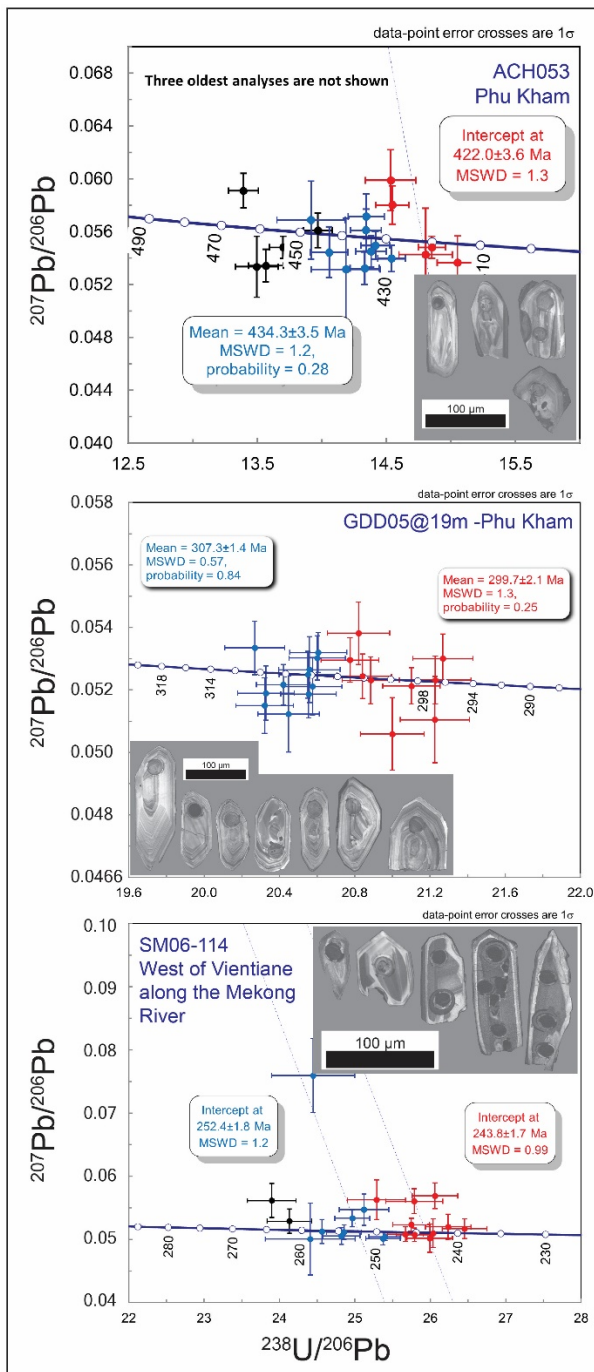 data-point error crosses are 1σ
Three oldest analyses are not shown
ACH053
Phu Kham
Intercept at
422.0±3.6 Ma
MSWD = 1.3
Mean = 434.3±3.5 Ma
MSWD = 1.2,
probability = 0.28
490
470
450
430
10
100 µm
207Pb/206Pb
0.068
0.064
0.060
0.056
0.052
0.048
0.044
0.040
12.5
13.5
14.5
15.5
data-point error crosses are 1σ
GDD05@19m -Phu Kham
Mean = 307.3±1.4 Ma
MSWD = 0.57,
probability = 0.84
Mean = 299.7±2.1 Ma
MSWD = 1.3,
probability = 0.25
318
314
298
294
290
100 µm
207Pb/206Pb
0.058
0.056
0.054
0.052
0.050
0.048
0.0466
19.6
20.0
20.4
20.8
21.2
21.6
22.0
data-point error crosses are 1σ
SM06-114
West of Vientiane
along the Mekong
River
100 µm
Intercept at
252.4±1.8 Ma
MSWD = 1.2
Intercept at
243.8±1.7 Ma
MSWD = 0.99
280
270
260
250
240
230
207Pb/206Pb
0.10
0.09
0.08
0.07
0.06
0.05
0.04
22
23
24
25
26
27
28
238U/206Pb